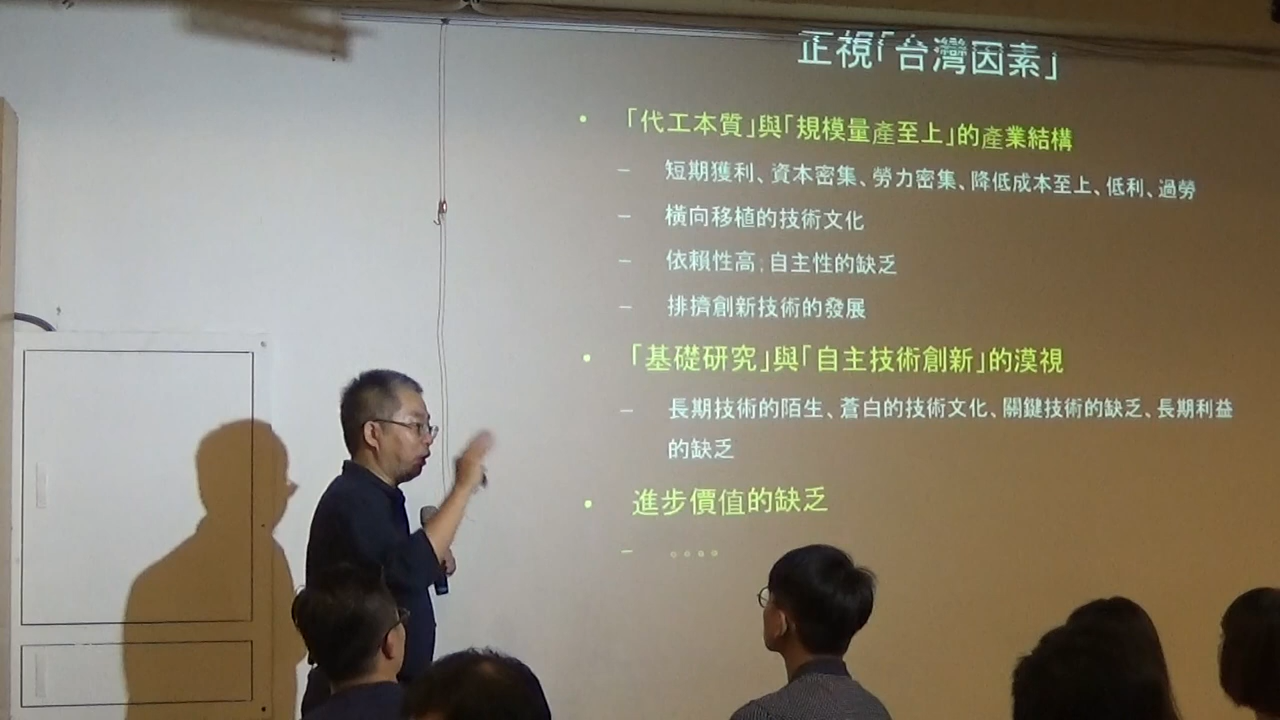 正視「台灣因素」
• 「代工本質」與「規模量產至上」的產業結構
– 短期獲利、資本密集、勞力密集、降低成本至上、低利、過勞
– 橫向移植的技術文化
– 依賴性高；自主性的缺乏
– 排擠創新技術的發展
• 「基礎研究」與「自主技術創新」的漠視
– 長期技術的陌生、蒼白的技術文化、關鍵技術的缺乏、長期利益
的缺乏
• 進步價值的缺乏
– 。。。。